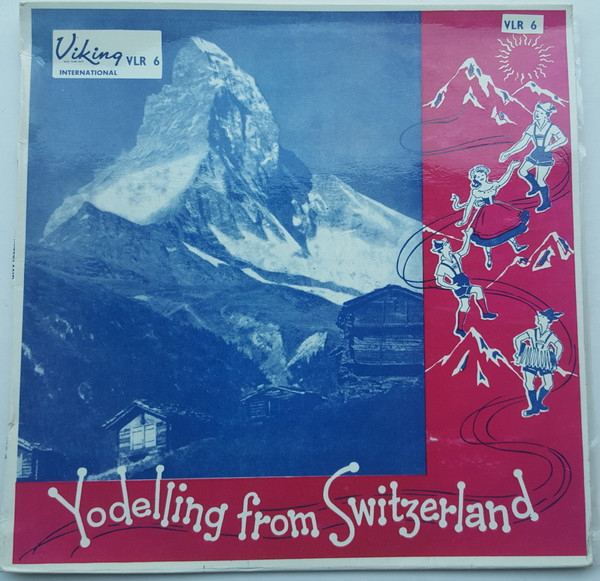 Viking VLR 6
INTERNATIONAL
VLR 6
Yodelling from Switzerland